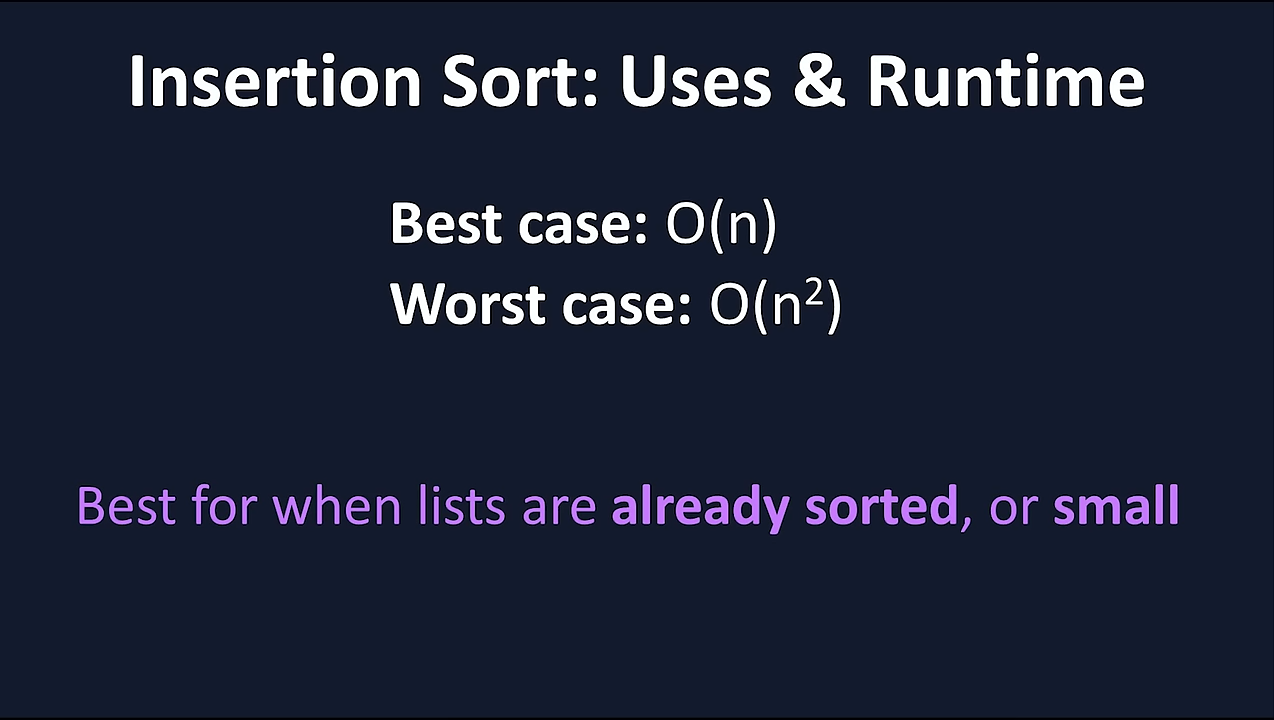 Insertion Sort: Uses & Runtime
Best case: O(n)
Worst case: O(n²)
Best for when lists are already sorted, or small